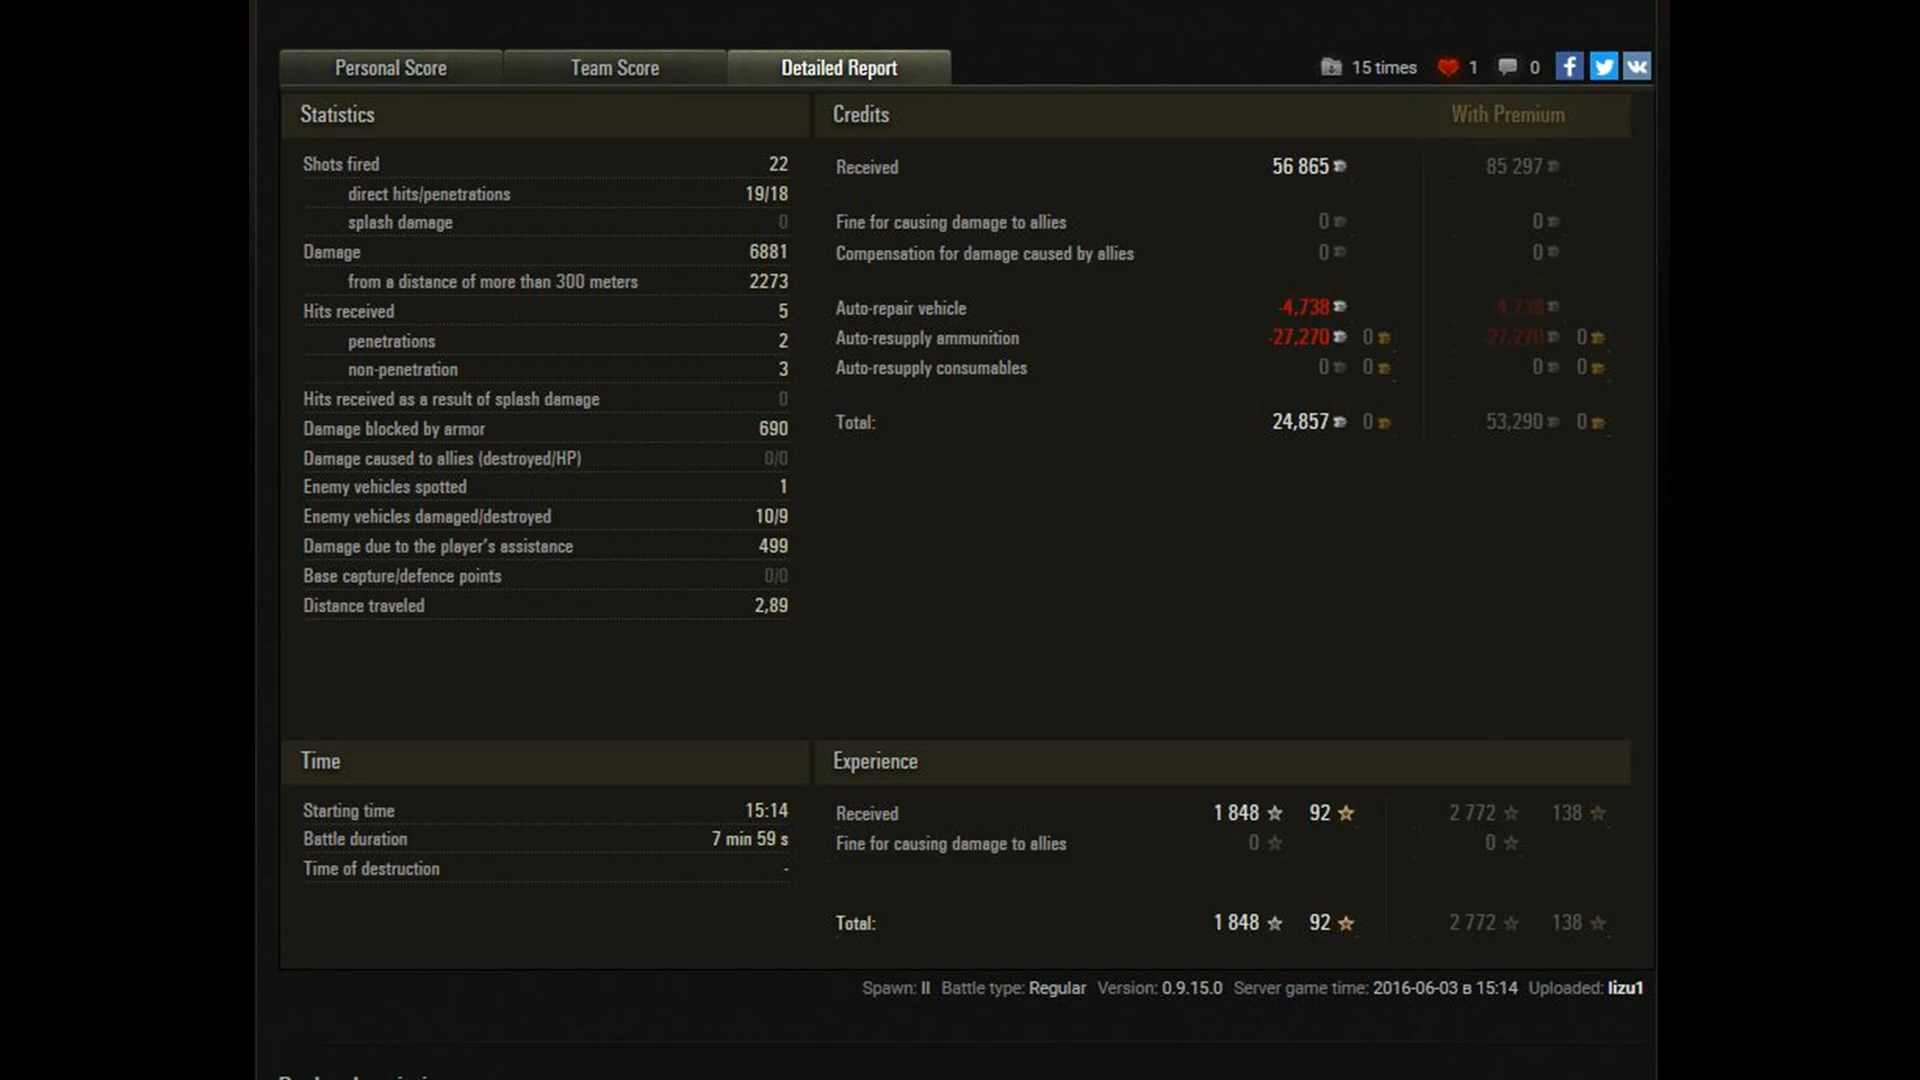 Personal Score Team Score Detailed Report 15 times 1 0
Statistics
Shots fired 22
direct hits/penetrations 19/18
splash damage 0
Damage 6881
from a distance of more than 300 meters 2273
Hits received 5
penetrations 2
non-penetration 3
Hits received as a result of splash damage 0
Damage blocked by armor 690
Damage caused to allies (destroyed/HP) 0/0
Enemy vehicles spotted 1
Enemy vehicles damaged/destroyed 10/9
Damage due to the player's assistance 499
Base capture/defence points 0/0
Distance traveled 2,89
Credits With Premium
Received 56 865 85 297
Fine for causing damage to allies 0 0
Compensation for damage caused by allies 0 0
Auto-repair vehicle -4,738 -4,738
Auto-resupply ammunition -27,270 0 -27,270 0
Auto-resupply consumables 0 0 0 0
Total: 24,857 0 53,290 0
Time
Starting time 15:14
Battle duration 7 min 59 s
Time of destruction -
Experience
Received 1 848 92 2 772 138
Fine for causing damage to allies 0 0
Total: 1 848 92 2 772 138
Spawn: II Battle type: Regular Version: 0.9.15.0 Server game time: 2016-06-03 в 15:14 Uploaded: lizu1